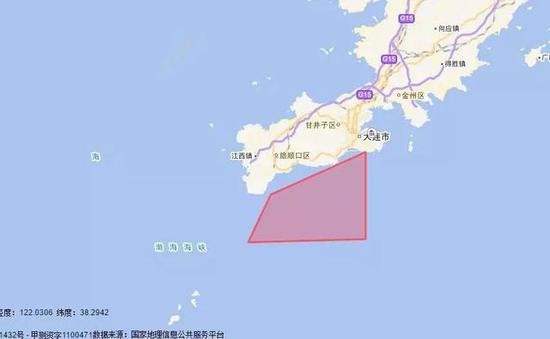 G15
何应镇
广
G15
得胜镇
G15
金州区
甘井子区
大连市
江西镇
旅顺口区
海
渤海海峡
经度: 122.0306 纬度: 38.2942
1432号 - 甲测资字1100471数据来源：国家地理信息公共服务平台